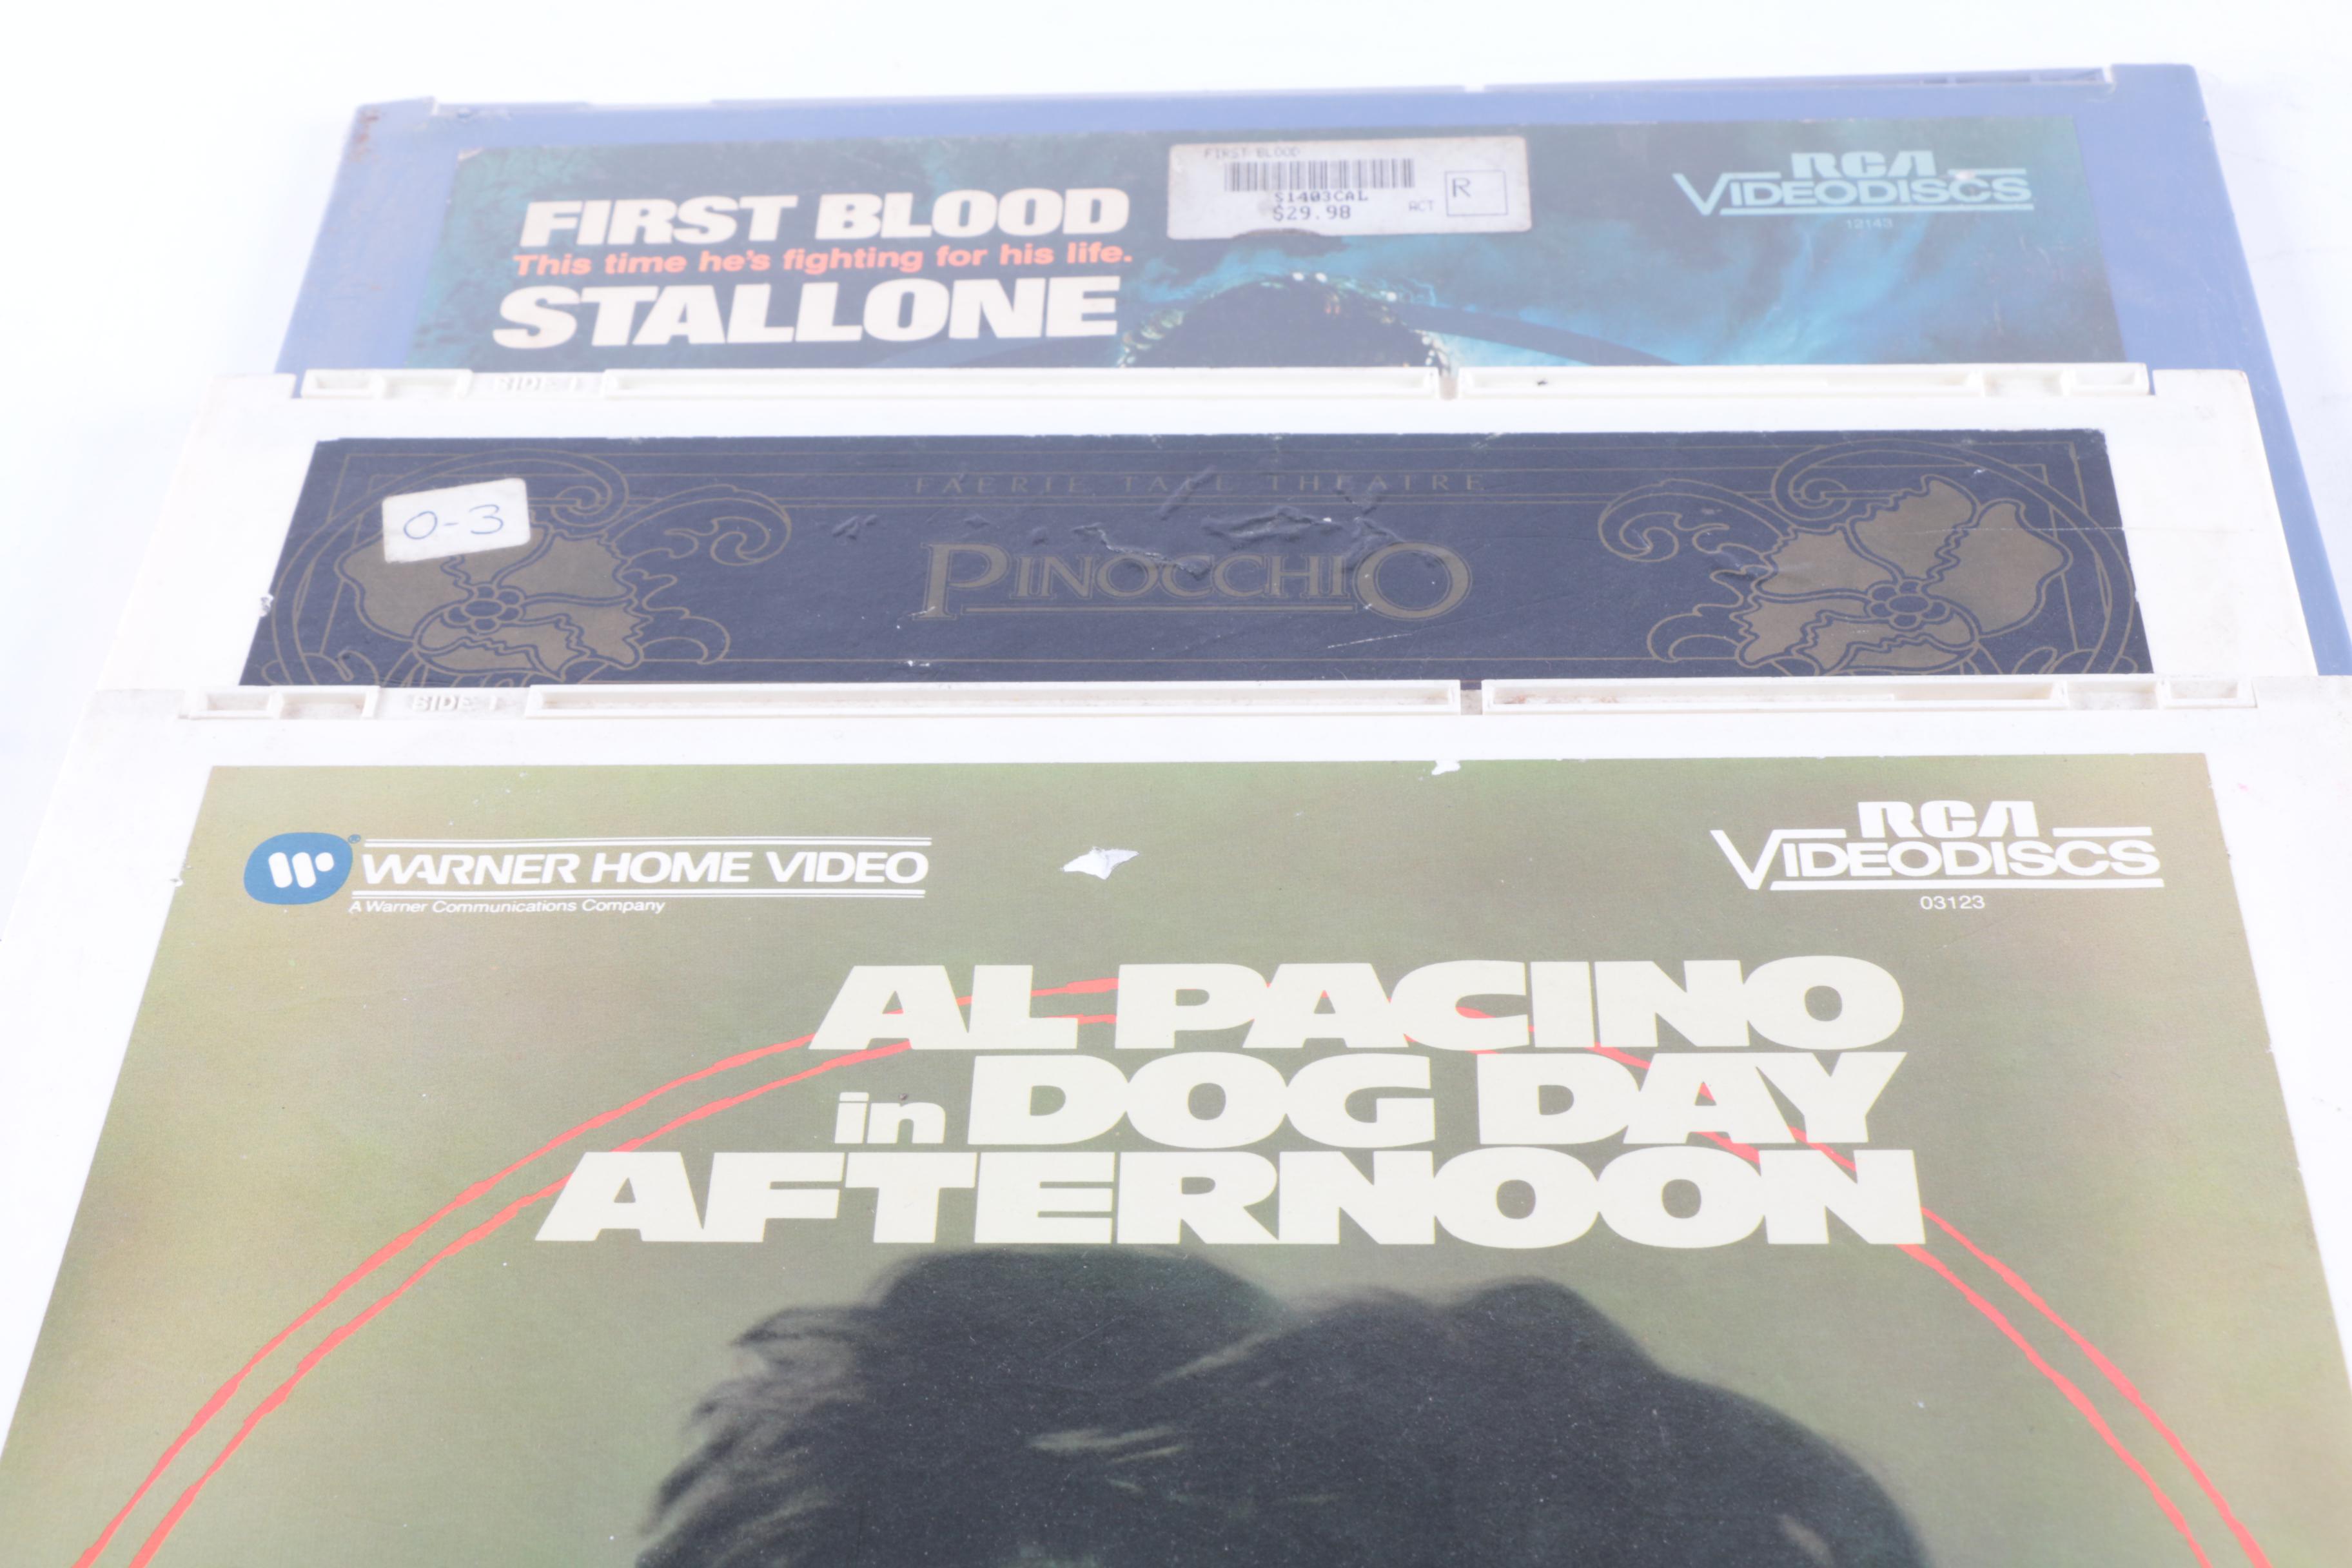 FIRST BLOOD
This time he's fighting for his life.
STALLONE
FIRST BLOOD
S1403CAL
$29.98
ACT
R
RCA
VIDEODISCS
12143
SIDE 1
O-3
FAERIE TALE THEATRE
PINOCCHIO
SIDE 1
WARNER HOME VIDEO
A Warner Communications Company
RCA
VIDEODISCS
03123
AL PACINO
in DOG DAY
AFTERNOON